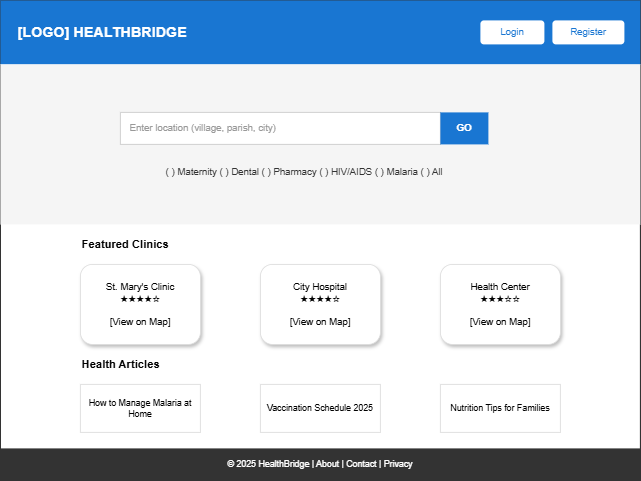 [LOGO] HEALTHBRIDGE
Login
Register
Enter location (village, parish, city)
GO
( ) Maternity ( ) Dental ( ) Pharmacy ( ) HIV/AIDS ( ) Malaria ( ) All
Featured Clinics
St. Mary's Clinic
★★★★☆
[View on Map]
City Hospital
★★★★☆
[View on Map]
Health Center
★★★☆☆
[View on Map]
Health Articles
How to Manage Malaria at
Home
Vaccination Schedule 2025
Nutrition Tips for Families
© 2025 HealthBridge | About | Contact | Privacy